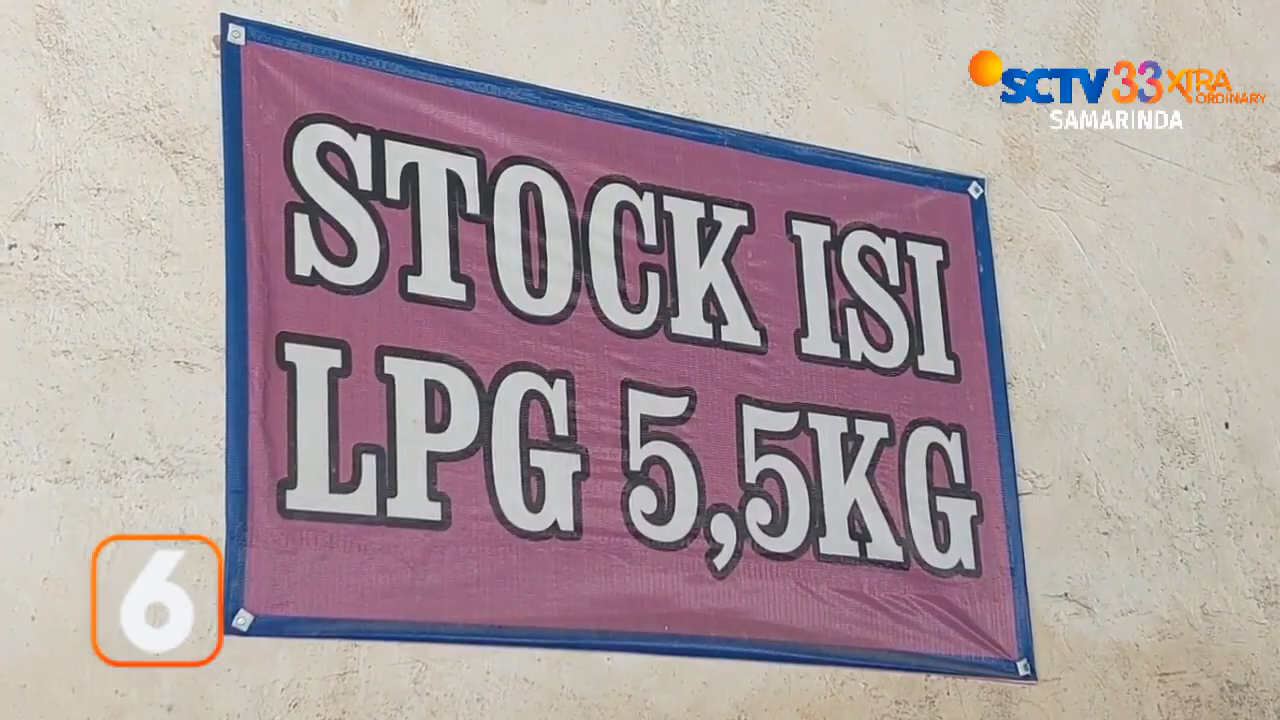 SCTV 33 XTRA ORDINARY
SAMARINDA
STOCK ISI
LPG 5,5KG
6